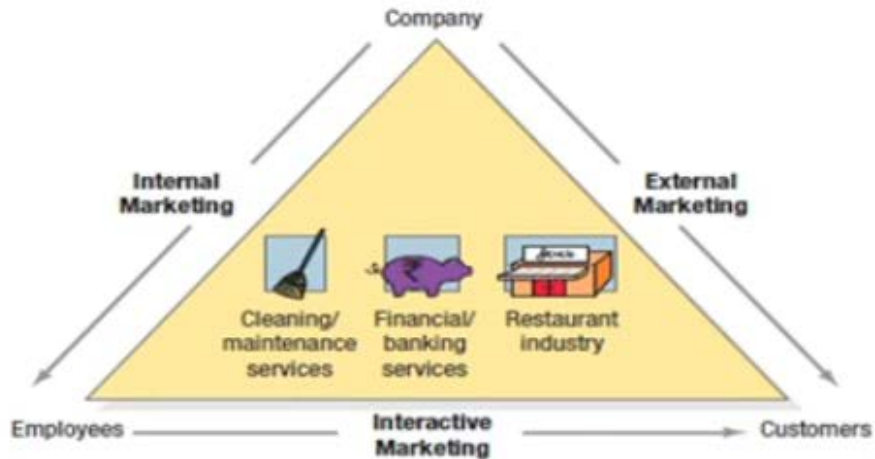 Company
Internal
Marketing
External
Marketing
Cleaning/
maintenance
services
Financial/
banking
services
Restaurant
industry
Employees
Interactive
Marketing
Customers